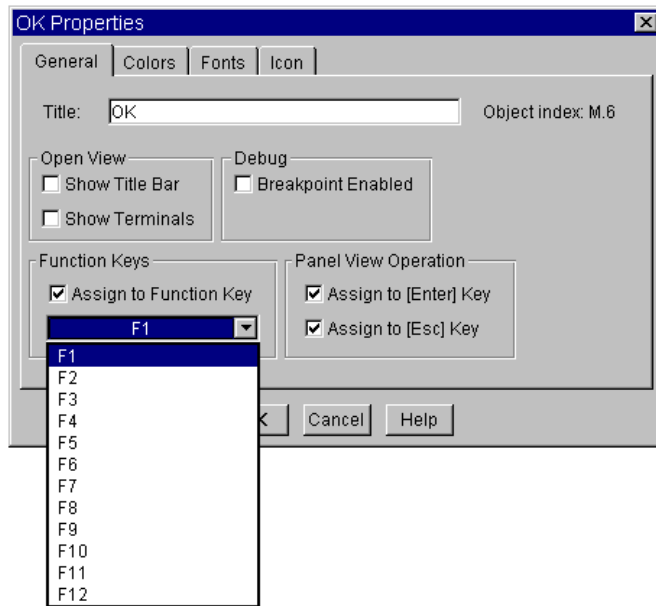 OK Properties
General Colors Fonts Icon
Title: OK Object index: M.6
Open View Debug
Show Title Bar Breakpoint Enabled
Show Terminals
Function Keys Panel View Operation
Assign to Function Key Assign to [Enter] Key
F1 Assign to [Esc] Key
F1
F2
F3
F4
K Cancel Help
F5
F6
F7
F8
F9
F10
F11
F12